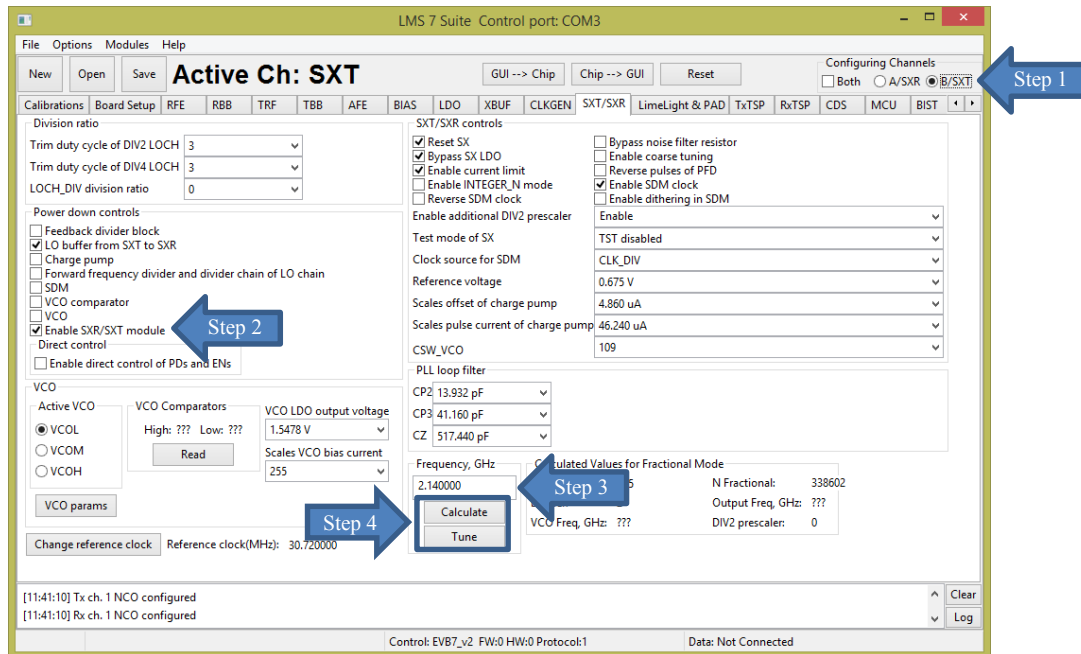 LMS 7 Suite Control port: COM3
File Options Modules Help
New Open Save Active Ch: SXT GUI --> Chip Chip --> GUI Reset
Configuring Channels
Both A/SXR B/SXT
Step 1
Calibrations Board Setup RFE RBB TRF TBB AFE BIAS LDO XBUF CLKGEN SXT/SXR LimeLight & PAD TxTSP RxTSP CDS MCU BIST
Division ratio
Trim duty cycle of DIV2 LOCH 3
Trim duty cycle of DIV4 LOCH 3
LOCH_DIV division ratio 0
Power down controls
Feedback divider block
LO buffer from SXT to SXR
Charge pump
Forward frequency divider and divider chain of LO chain
SDM
VCO comparator
VCO
Enable SXR/SXT module
Step 2
Direct control
Enable direct control of PDs and ENs
VCO
Active VCO
VCOL
VCOM
VCOH
VCO Comparators
High: ??? Low: ???
Read
VCO LDO output voltage
1.5478 V
Scales VCO bias current
255
VCO params
Change reference clock Reference clock(MHz): 30.720000
SXT/SXR controls
Reset SX
Bypass SX LDO
Enable current limit
Enable INTEGER_N mode
Reverse SDM clock
Bypass noise filter resistor
Enable coarse tuning
Reverse pulses of PFD
Enable SDM clock
Enable dithering in SDM
Enable additional DIV2 prescaler Enable
Test mode of SX TST disabled
Clock source for SDM CLK_DIV
Reference voltage 0.675 V
Scales offset of charge pump 4.860 uA
Scales pulse current of charge pump 46.240 uA
CSW_VCO 109
PLL loop filter
CP2 13.932 pF
CP3 41.160 pF
CZ 517.440 pF
Frequency, GHz
2.140000
Step 3
Calculate
Tune
Step 4
Calculated Values for Fractional Mode
N Fractional: 338602
Output Freq, GHz: ???
VCO Freq, GHz: ???
DIV2 prescaler: 0
[11:41:10] Tx ch. 1 NCO configured
[11:41:10] Rx ch. 1 NCO configured
Clear
Log
Control: EVB7_v2 FW:0 HW:0 Protocol:1 Data: Not Connected